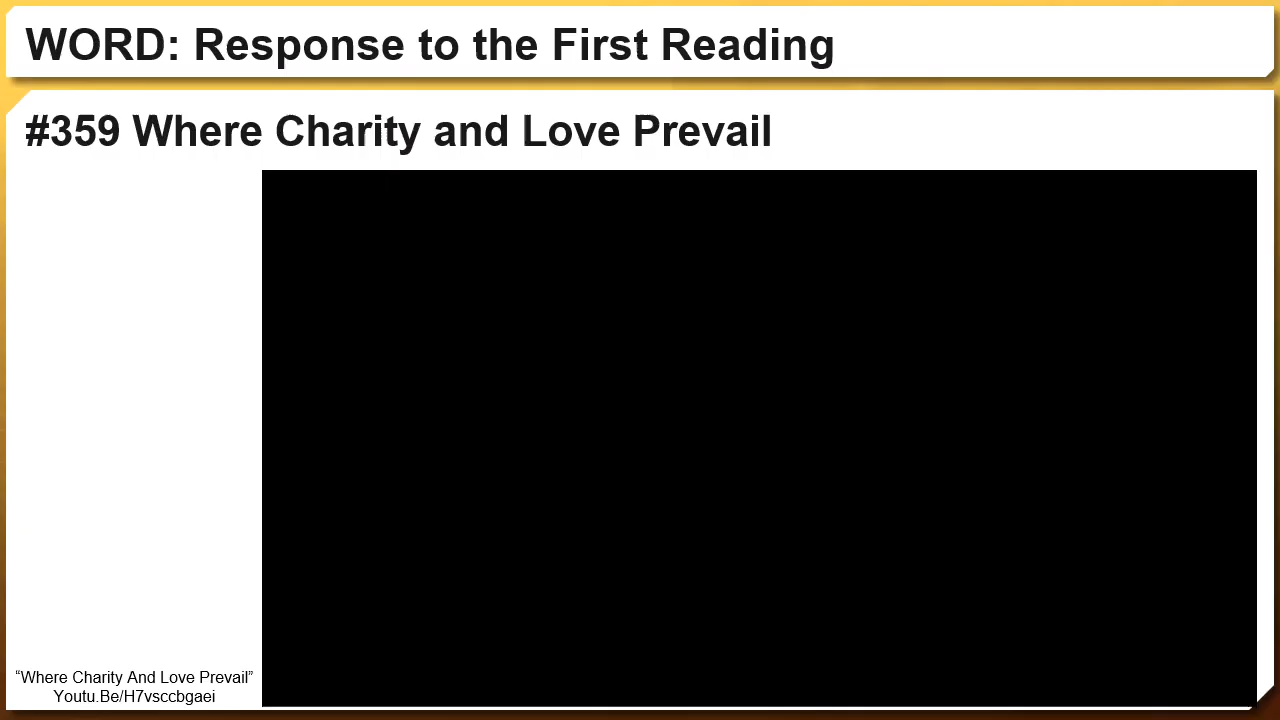 WORD: Response to the First Reading
#359 Where Charity and Love Prevail
“Where Charity And Love Prevail”
Youtu.Be/H7vsccbgaei